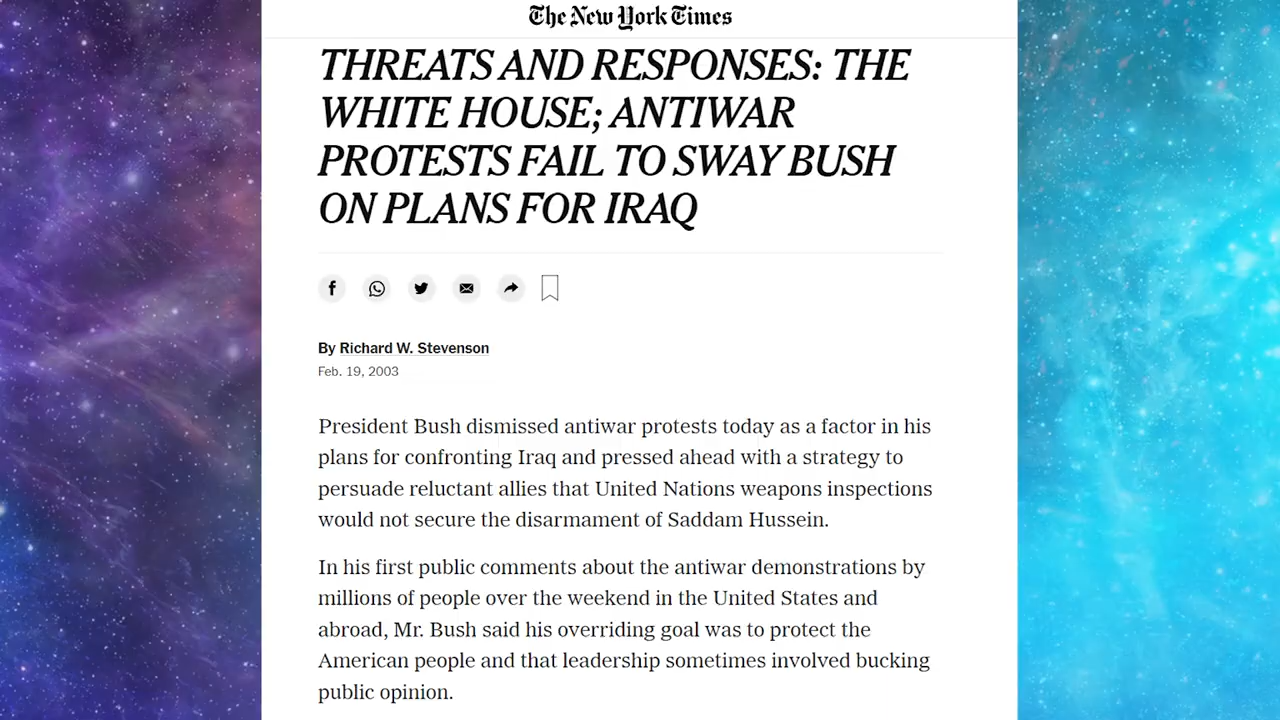 The New York Times
THREATS AND RESPONSES: THE
WHITE HOUSE; ANTIWAR
PROTESTS FAIL TO SWAY BUSH
ON PLANS FOR IRAQ
By Richard W. Stevenson
Feb. 19, 2003
President Bush dismissed antiwar protests today as a factor in his
plans for confronting Iraq and pressed ahead with a strategy to
persuade reluctant allies that United Nations weapons inspections
would not secure the disarmament of Saddam Hussein.
In his first public comments about the antiwar demonstrations by
millions of people over the weekend in the United States and
abroad, Mr. Bush said his overriding goal was to protect the
American people and that leadership sometimes involved bucking
public opinion.